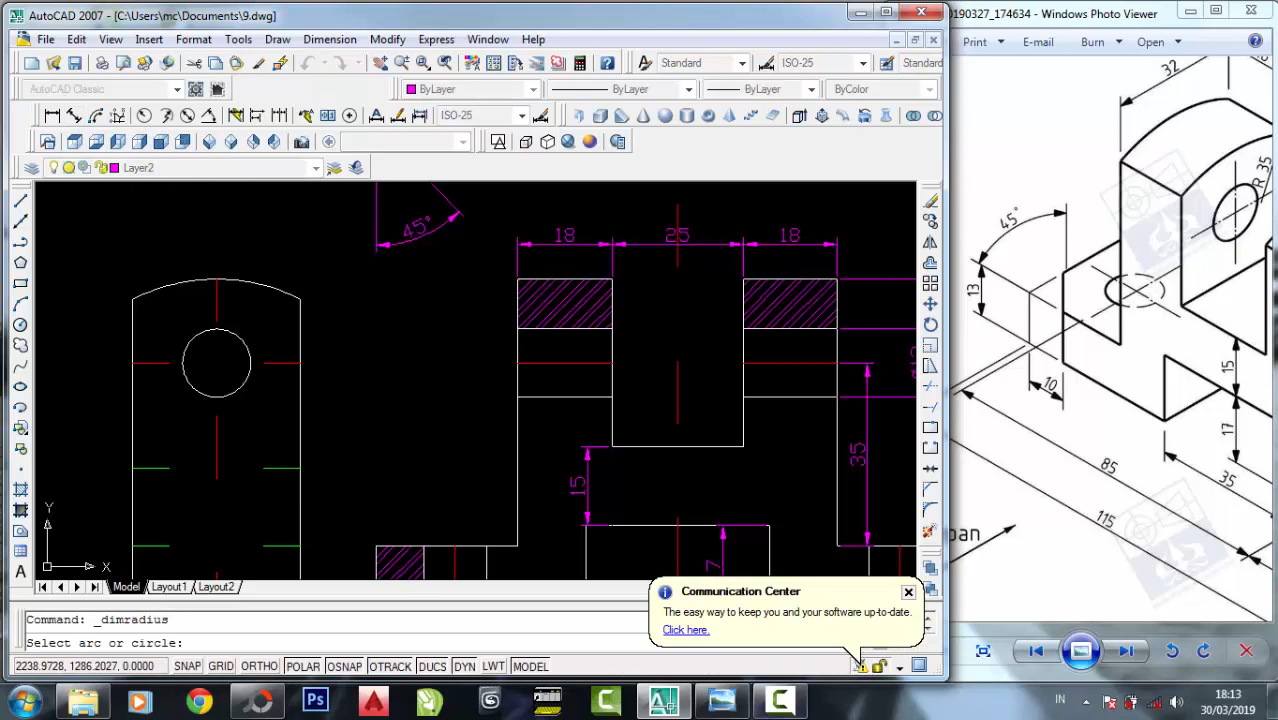 AutoCAD 2007 - [C:\Users\mc\Documents\9.dwg]
File Edit View Insert Format Tools Draw Dimension Modify Express Window Help
Standard ISO-25 Standard
AutoCAD Classic ByLayer ByLayer ByLayer ByColor
ISO-25
Layer2
45°
18 25 18
35
15
7
Y
X
Model Layout1 Layout2
Command: _dimradius
Select arc or circle:
Communication Center
The easy way to keep you and your software up-to-date.
Click here.
2238.9728, 1286.2027, 0.0000 SNAP GRID ORTHO POLAR OSNAP OTRACK DUCS DYN LWT MODEL
0190327_174634 - Windows Photo Viewer
Print E-mail Burn Open
32
R 35
45°
13
10
15
17
85
35
115
pan
Ps
IN
18:13
30/03/2019